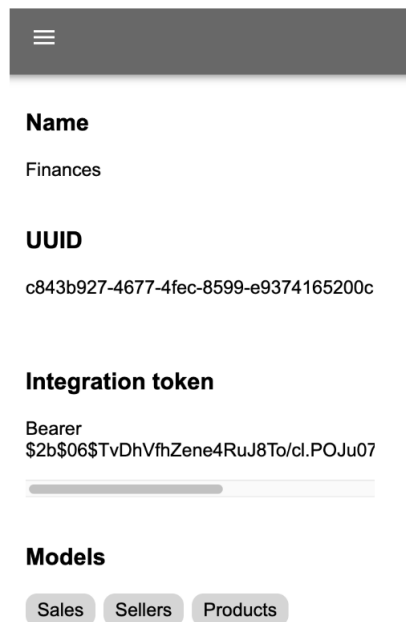 Name
Finances
UUID
c843b927-4677-4fec-8599-e9374165200c
Integration token
Bearer
$2b$06$TvDhVfhZene4RuJ8To/cl.POJu07
Models
Sales Sellers Products